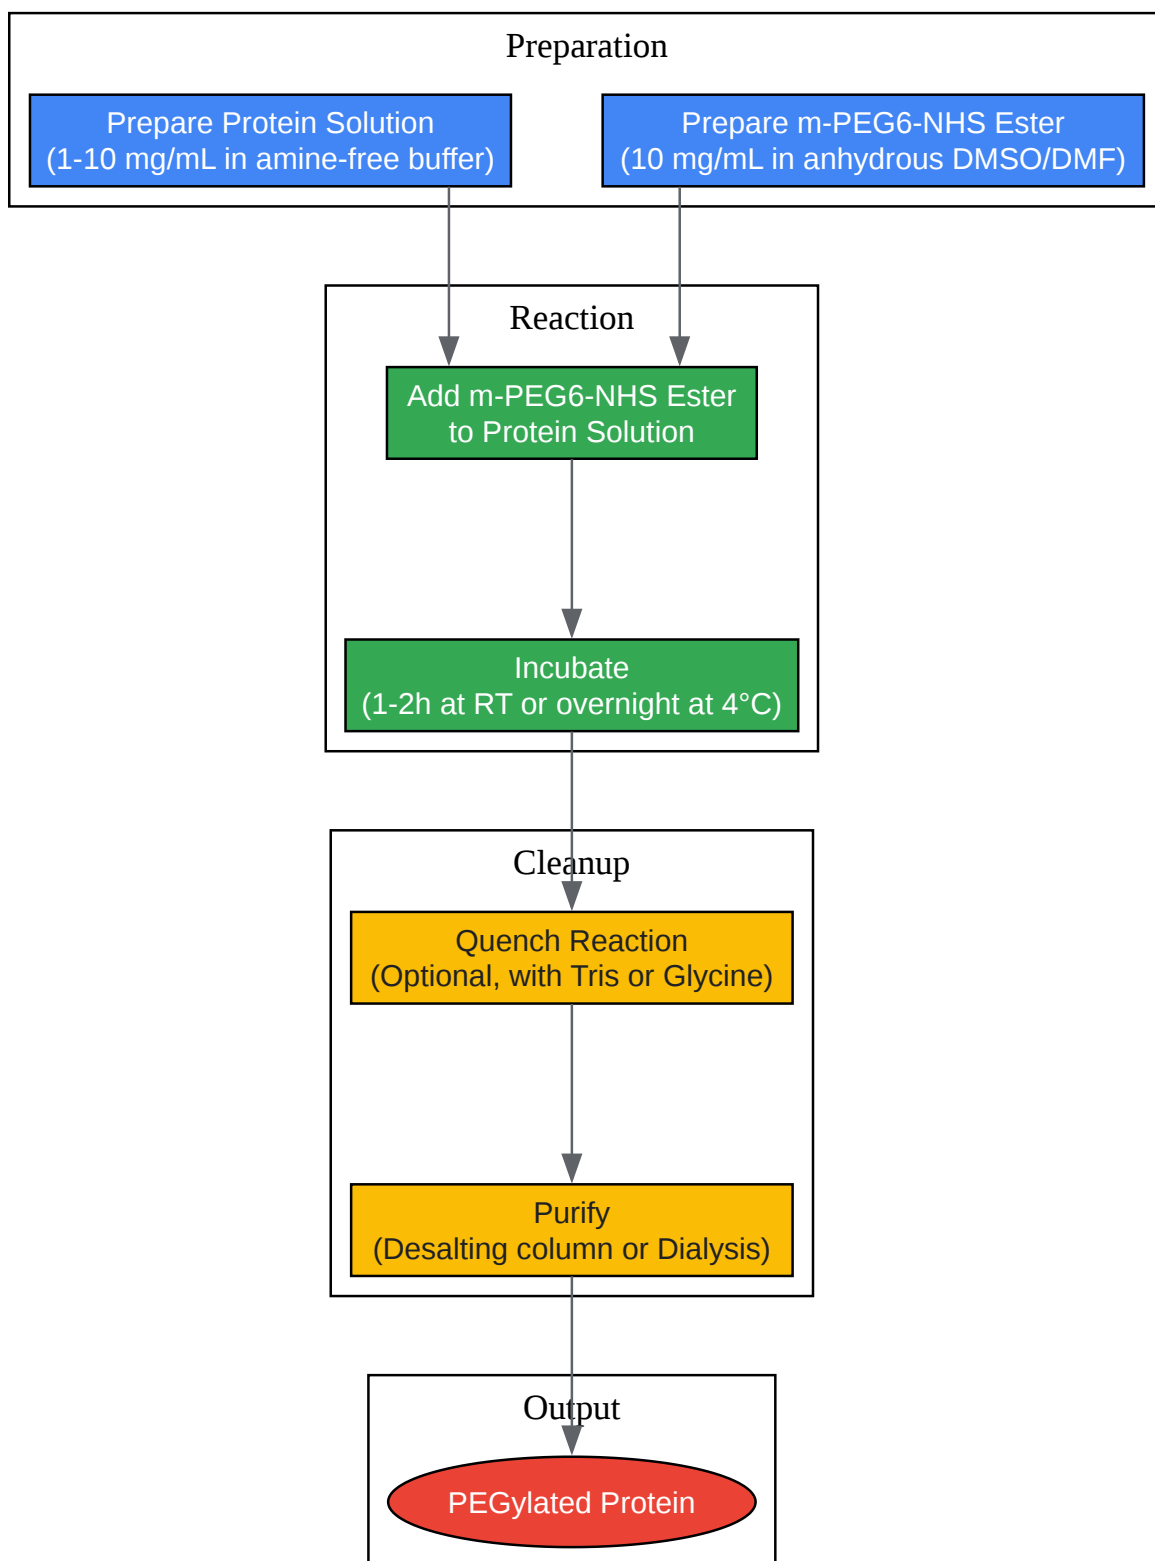 Preparation
Prepare Protein Solution
(1-10 mg/mL in amine-free buffer)
Prepare m-PEG6-NHS Ester
(10 mg/mL in anhydrous DMSO/DMF)
Reaction
Add m-PEG6-NHS Ester
to Protein Solution
Incubate
(1-2h at RT or overnight at 4°C)
Cleanup
Quench Reaction
(Optional, with Tris or Glycine)
Purify
(Desalting column or Dialysis)
Output
PEGylated Protein